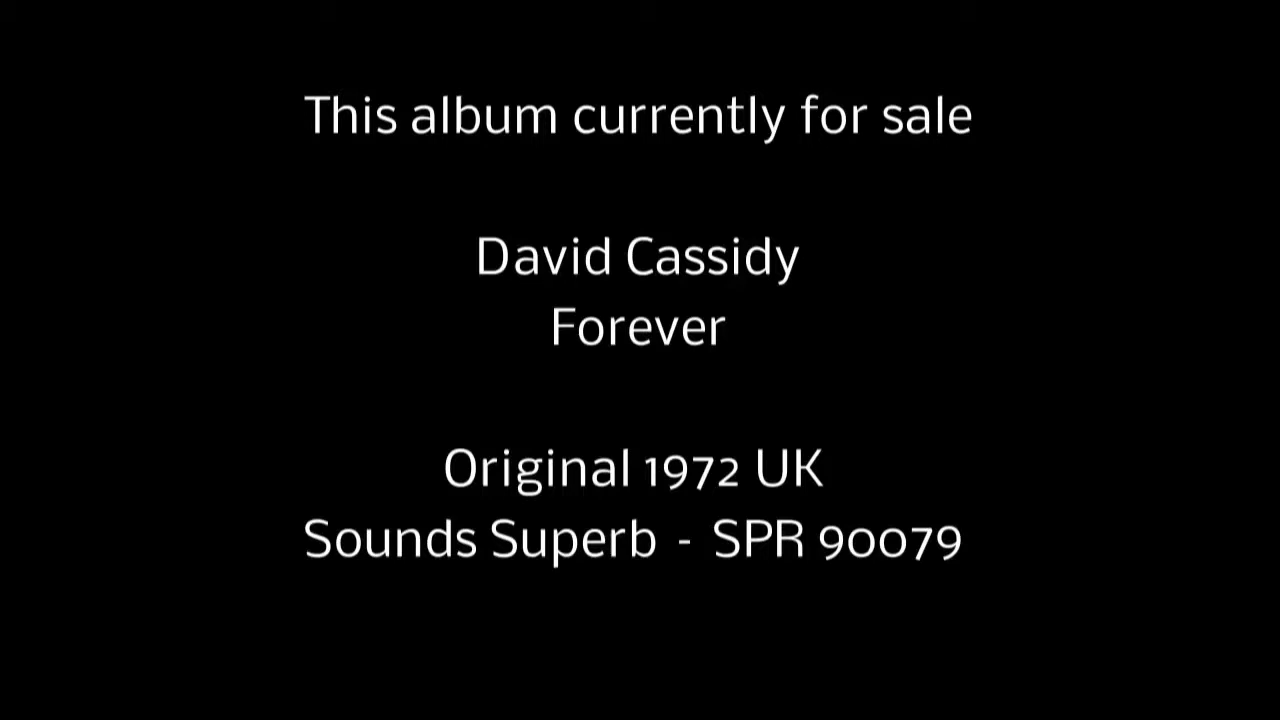 This album currently for sale
David Cassidy
Forever
Original 1972 UK
Sounds Superb - SPR 90079